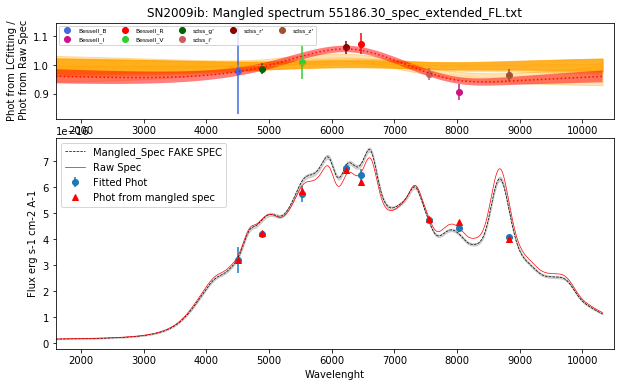 SN2009ib: Mangled spectrum 55186.30_spec_extended_FL.txt
Phot from LCfitting /
Phot from Raw Spec
1.1
1.0
0.9
Bessell_B Bessell_R sdss_g' sdss_r' sdss_z'
Bessell_I Bessell_V sdss_i'
2000 3000 4000 5000 6000 7000 8000 9000 10000
Flux erg s-1 cm-2 A-1
7
6
5
4
3
2
1
0
Mangled_Spec FAKE SPEC
Raw Spec
Fitted Phot
Phot from mangled spec
2000 3000 4000 5000 6000 7000 8000 9000 10000
Wavelenght